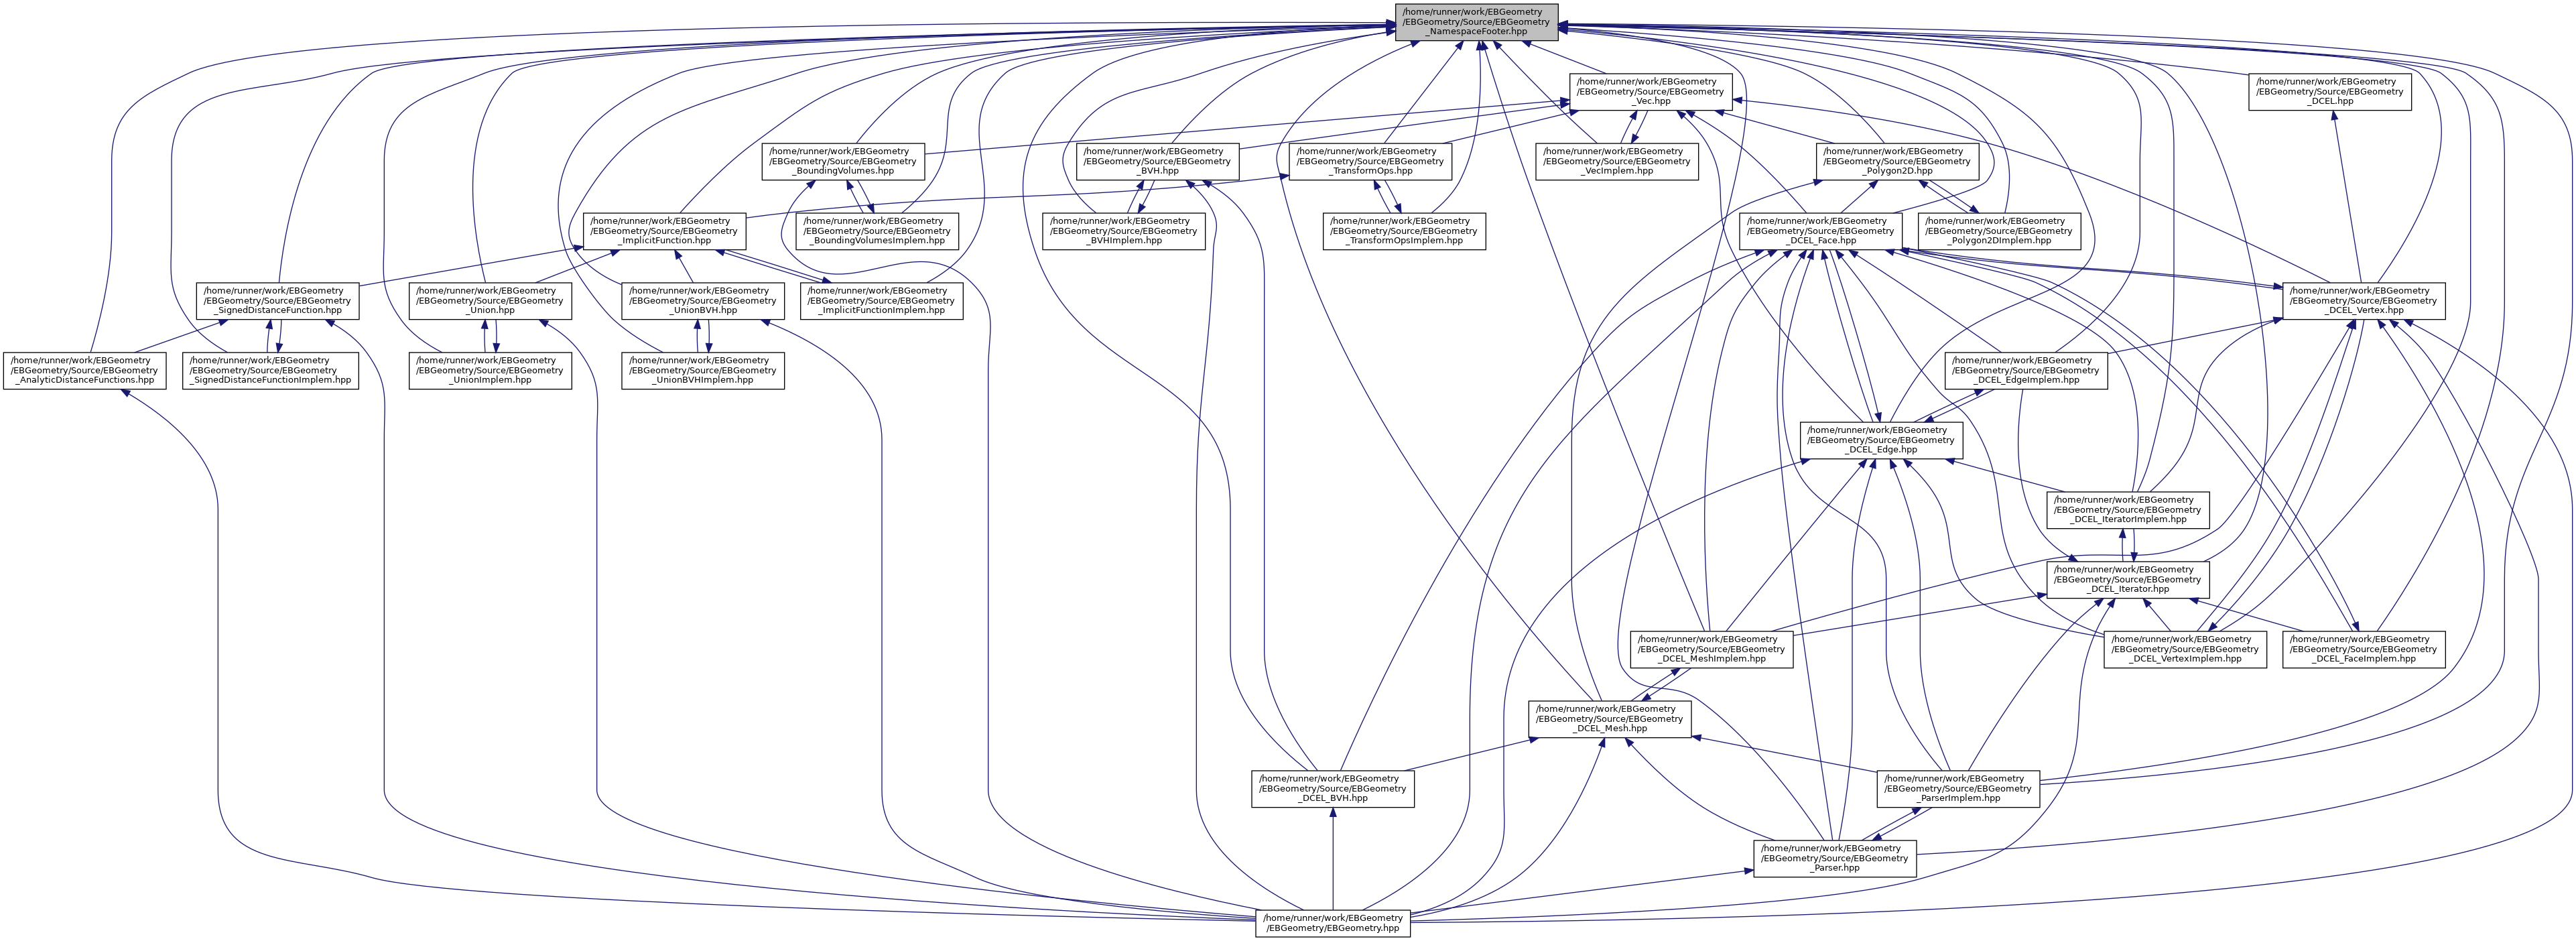 /home/runner/work/EBGeometry
/EBGeometry/Source/EBGeometry
_NamespaceFooter.hpp
/home/runner/work/EBGeometry
/EBGeometry/Source/EBGeometry
_Vec.hpp
/home/runner/work/EBGeometry
/EBGeometry/Source/EBGeometry
_DCEL.hpp
/home/runner/work/EBGeometry
/EBGeometry/Source/EBGeometry
_BoundingVolumes.hpp
/home/runner/work/EBGeometry
/EBGeometry/Source/EBGeometry
_BVH.hpp
/home/runner/work/EBGeometry
/EBGeometry/Source/EBGeometry
_TransformOps.hpp
/home/runner/work/EBGeometry
/EBGeometry/Source/EBGeometry
_VecImplem.hpp
/home/runner/work/EBGeometry
/EBGeometry/Source/EBGeometry
_Polygon2D.hpp
/home/runner/work/EBGeometry
/EBGeometry/Source/EBGeometry
_ImplicitFunction.hpp
/home/runner/work/EBGeometry
/EBGeometry/Source/EBGeometry
_BoundingVolumesImplem.hpp
/home/runner/work/EBGeometry
/EBGeometry/Source/EBGeometry
_BVHImplem.hpp
/home/runner/work/EBGeometry
/EBGeometry/Source/EBGeometry
_TransformOpsImplem.hpp
/home/runner/work/EBGeometry
/EBGeometry/Source/EBGeometry
_DCEL_Face.hpp
/home/runner/work/EBGeometry
/EBGeometry/Source/EBGeometry
_Polygon2DImplem.hpp
/home/runner/work/EBGeometry
/EBGeometry/Source/EBGeometry
_SignedDistanceFunction.hpp
/home/runner/work/EBGeometry
/EBGeometry/Source/EBGeometry
_Union.hpp
/home/runner/work/EBGeometry
/EBGeometry/Source/EBGeometry
_UnionBVH.hpp
/home/runner/work/EBGeometry
/EBGeometry/Source/EBGeometry
_ImplicitFunctionImplem.hpp
/home/runner/work/EBGeometry
/EBGeometry/Source/EBGeometry
_DCEL_Vertex.hpp
/home/runner/work/EBGeometry
/EBGeometry/Source/EBGeometry
_AnalyticDistanceFunctions.hpp
/home/runner/work/EBGeometry
/EBGeometry/Source/EBGeometry
_SignedDistanceFunctionImplem.hpp
/home/runner/work/EBGeometry
/EBGeometry/Source/EBGeometry
_UnionImplem.hpp
/home/runner/work/EBGeometry
/EBGeometry/Source/EBGeometry
_UnionBVHImplem.hpp
/home/runner/work/EBGeometry
/EBGeometry/Source/EBGeometry
_DCEL_EdgeImplem.hpp
/home/runner/work/EBGeometry
/EBGeometry/Source/EBGeometry
_DCEL_Edge.hpp
/home/runner/work/EBGeometry
/EBGeometry/Source/EBGeometry
_DCEL_IteratorImplem.hpp
/home/runner/work/EBGeometry
/EBGeometry/Source/EBGeometry
_DCEL_Iterator.hpp
/home/runner/work/EBGeometry
/EBGeometry/Source/EBGeometry
_DCEL_MeshImplem.hpp
/home/runner/work/EBGeometry
/EBGeometry/Source/EBGeometry
_DCEL_VertexImplem.hpp
/home/runner/work/EBGeometry
/EBGeometry/Source/EBGeometry
_DCEL_FaceImplem.hpp
/home/runner/work/EBGeometry
/EBGeometry/Source/EBGeometry
_DCEL_Mesh.hpp
/home/runner/work/EBGeometry
/EBGeometry/Source/EBGeometry
_DCEL_BVH.hpp
/home/runner/work/EBGeometry
/EBGeometry/Source/EBGeometry
_ParserImplem.hpp
/home/runner/work/EBGeometry
/EBGeometry/Source/EBGeometry
_Parser.hpp
/home/runner/work/EBGeometry
/EBGeometry/EBGeometry.hpp